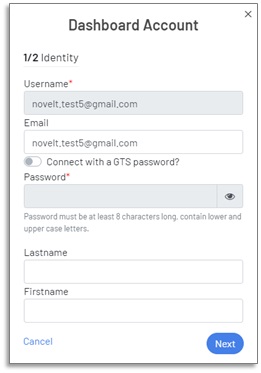 ×
Dashboard Account
1/2 Identity
Username*
novelt.test5@gmail.com
Email
novelt.test5@gmail.com
Connect with a GTS password?
Password*
Password must be at least 8 characters long, contain lower and
upper case letters.
Lastname
Firstname
Cancel Next